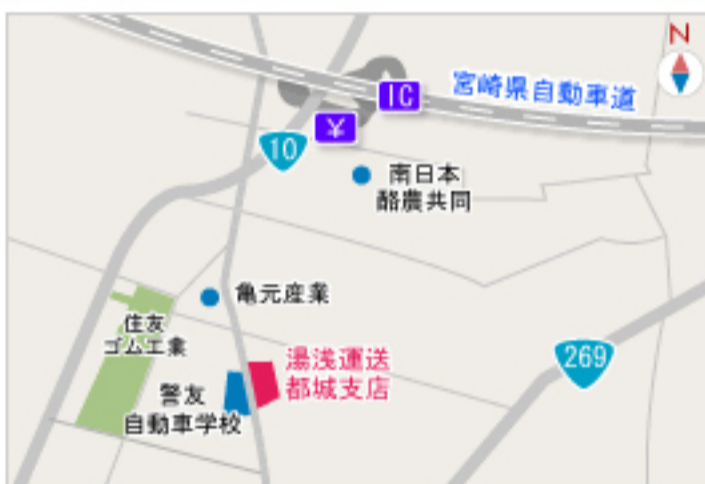 N
宮崎県自動車道
IC
¥
10
南日本
酪農共同
亀元産業
住友
ゴム工業
湯浅運送
都城支店
269
警友
自動車学校